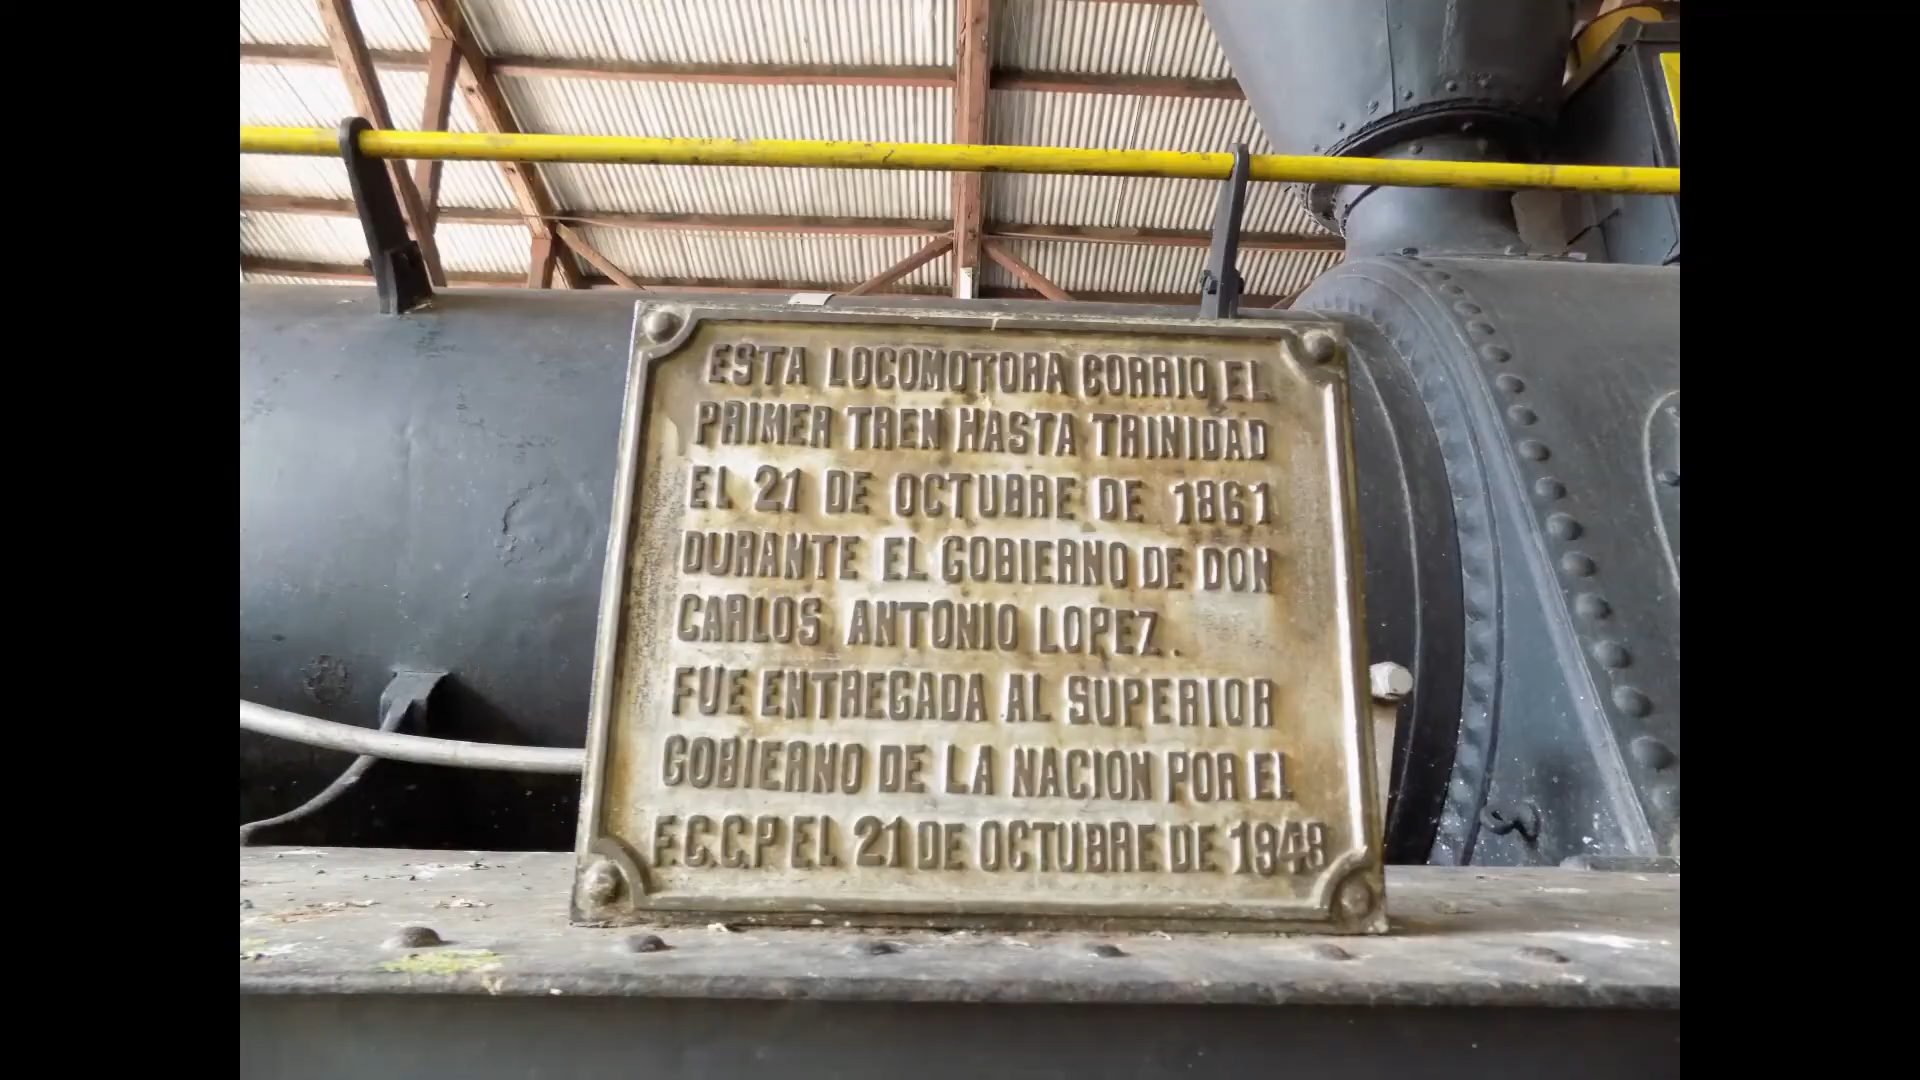 ESTA LOCOMOTORA CORRIO EL
PRIMER TREN HASTA TRINIDAD
EL 21 DE OCTUBRE DE 1861
DURANTE EL GOBIERNO DE DON
CARLOS ANTONIO LOPEZ.
FUE ENTREGADA AL SUPERIOR
GOBIERNO DE LA NACION POR EL
F.C.C.P EL 21 DE OCTUBRE DE 1949